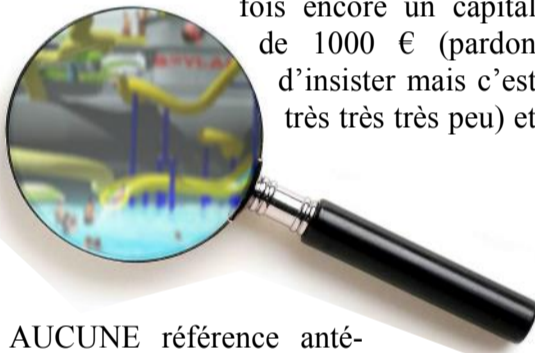 fois encore un capital
de 1000 € (pardon
d’insister mais c’est
très très très peu) et
AUCUNE référence anté-